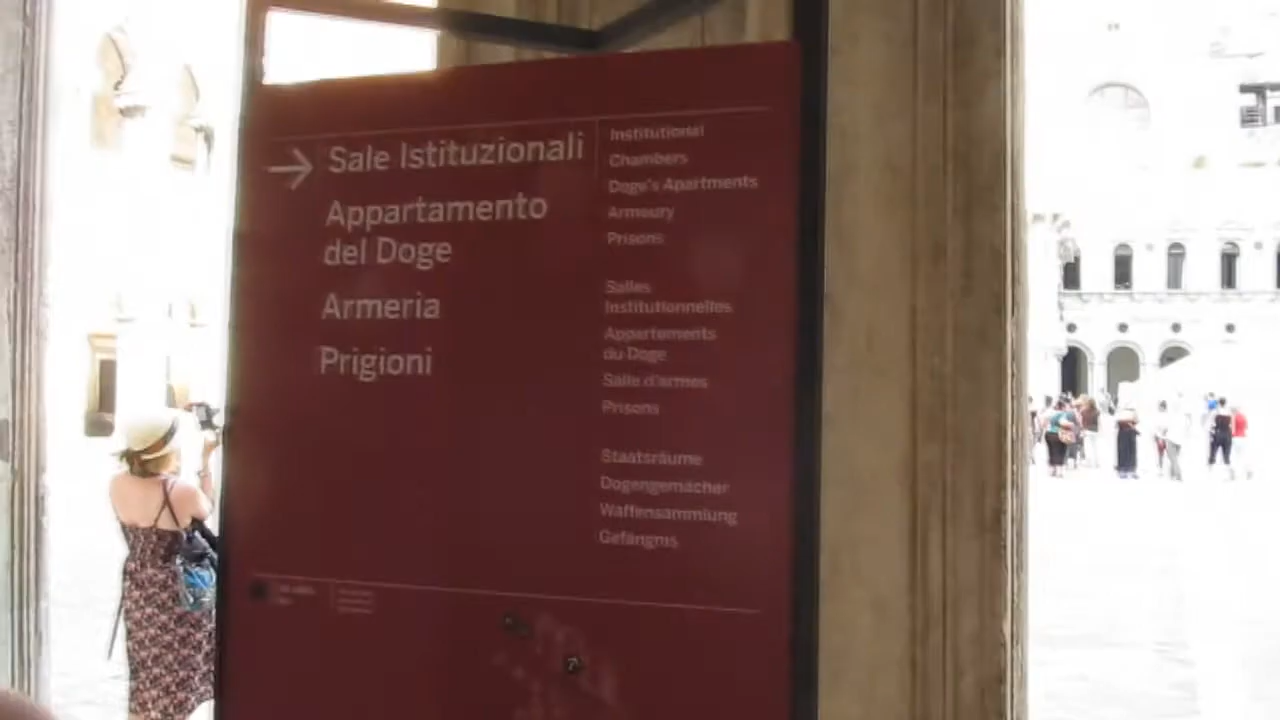 Sale Istituzionali
Appartamento
del Doge
Armeria
Prigioni
Institutional
Chambers
Doge's Apartments
Armoury
Prisons
Salles
Institutionnelles
Appartements
du Doge
Salle d'armes
Prisons
Staatsräume
Dogengemächer
Waffensammlung
Gefängnis